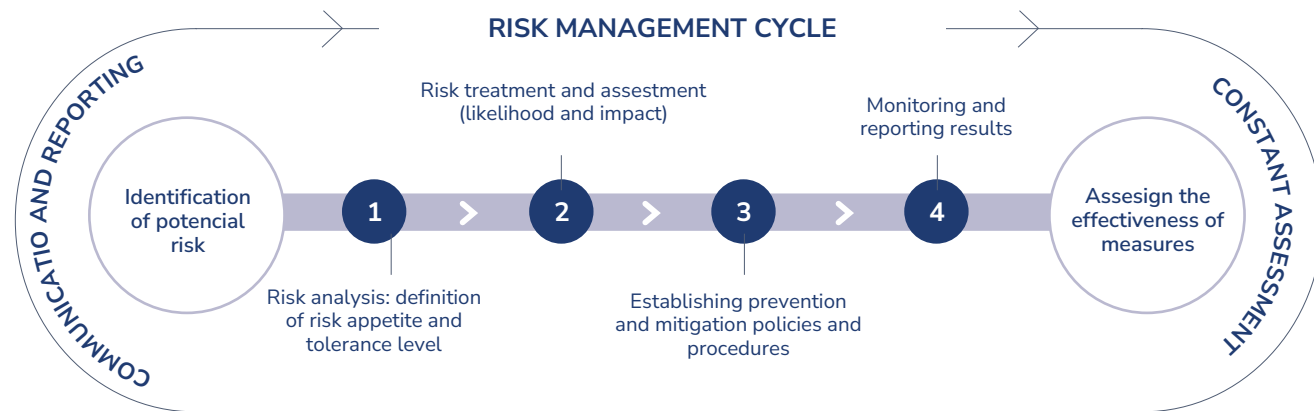 RISK MANAGEMENT CYCLE
COMMUNICATIO AND REPORTING
Identification
of potencial
risk
1
Risk analysis: definition
of risk appetite and
tolerance level
Risk treatment and assestment
(likelihood and impact)
2
3
Establishing prevention
and mitigation policies and
procedures
Monitoring and
reporting results
4
Assesign the
effectiveness of
measures
CONSTANT ASSESSMENT